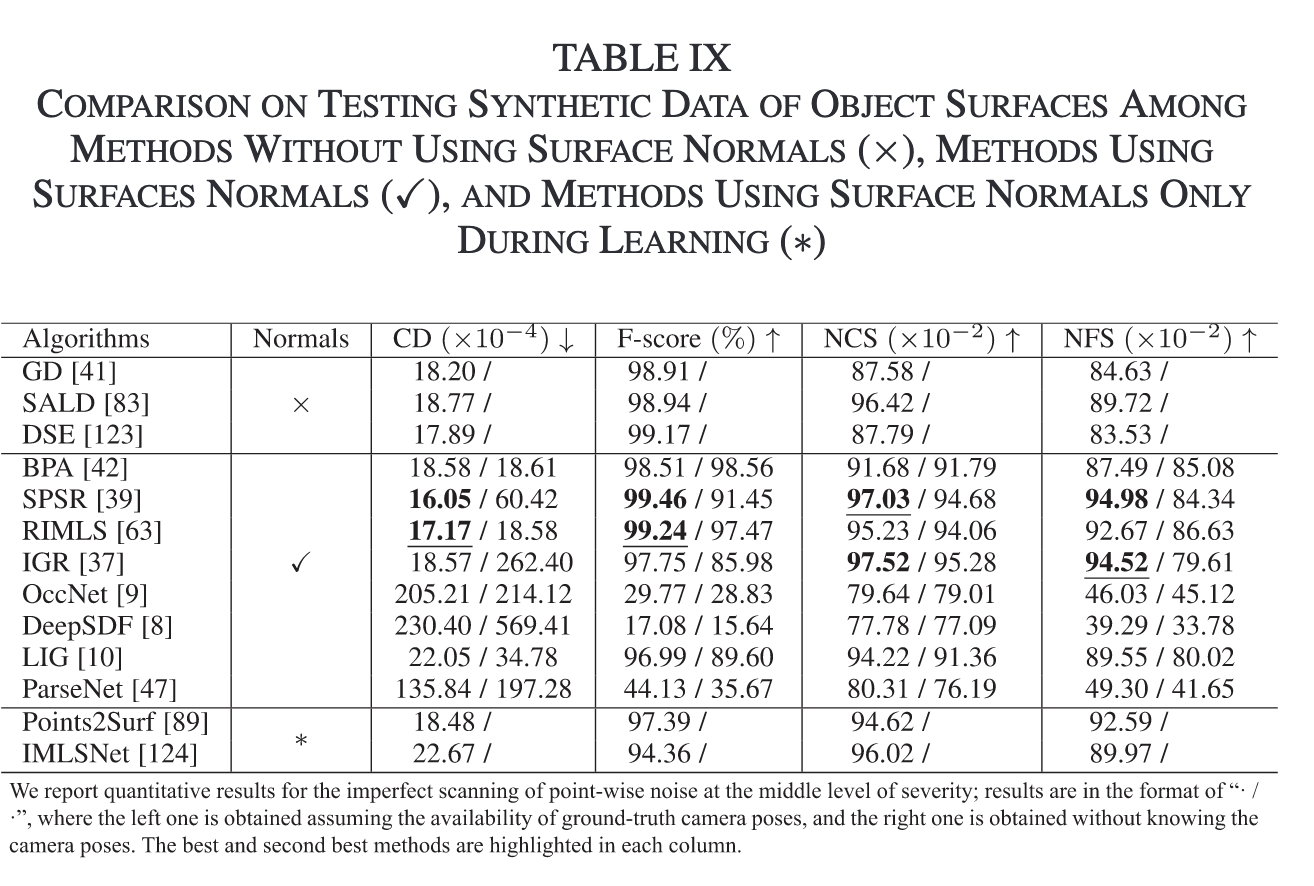 TABLE IX
COMPARISON ON TESTING SYNTHETIC DATA OF OBJECT SURFACES AMONG
METHODS WITHOUT USING SURFACE NORMALS (×), METHODS USING
SURFACES NORMALS (✓), AND METHODS USING SURFACE NORMALS ONLY
DURING LEARNING (∗)
Algorithms Normals CD (×10⁻⁴) ↓ F-score (%) ↑ NCS (×10⁻²) ↑ NFS (×10⁻²) ↑
GD [41] 18.20 / 98.91 / 87.58 / 84.63 /
SALD [83] × 18.77 / 98.94 / 96.42 / 89.72 /
DSE [123] 17.89 / 99.17 / 87.79 / 83.53 /
BPA [42] 18.58 / 18.61 98.51 / 98.56 91.68 / 91.79 87.49 / 85.08
SPSR [39] 16.05 / 60.42 99.46 / 91.45 97.03 / 94.68 94.98 / 84.34
RIMLS [63] 17.17 / 18.58 99.24 / 97.47 95.23 / 94.06 92.67 / 86.63
IGR [37] ✓ 18.57 / 262.40 97.75 / 85.98 97.52 / 95.28 94.52 / 79.61
OccNet [9] 205.21 / 214.12 29.77 / 28.83 79.64 / 79.01 46.03 / 45.12
DeepSDF [8] 230.40 / 569.41 17.08 / 15.64 77.78 / 77.09 39.29 / 33.78
LIG [10] 22.05 / 34.78 96.99 / 89.60 94.22 / 91.36 89.55 / 80.02
ParseNet [47] 135.84 / 197.28 44.13 / 35.67 80.31 / 76.19 49.30 / 41.65
Points2Surf [89] ∗ 18.48 / 97.39 / 94.62 / 92.59 /
IMLSNet [124] 22.67 / 94.36 / 96.02 / 89.97 /
We report quantitative results for the imperfect scanning of point-wise noise at the middle level of severity; results are in the format of “· /
·”, where the left one is obtained assuming the availability of ground-truth camera poses, and the right one is obtained without knowing the
camera poses. The best and second best methods are highlighted in each column.